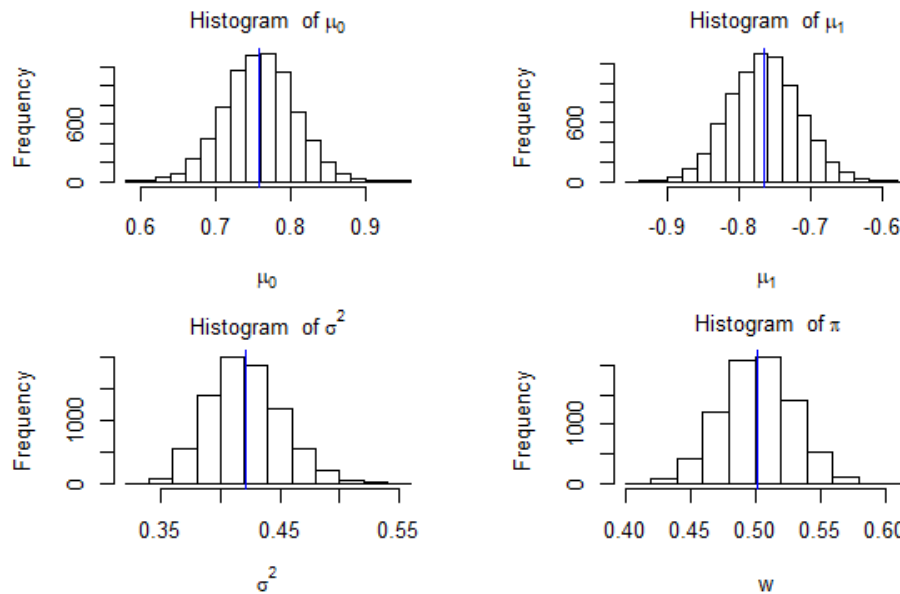 Histogram of μ₀
Frequency
0
600
0.6 0.7 0.8 0.9
μ₀
Histogram of μ₁
Frequency
0
600
-0.9 -0.8 -0.7 -0.6
μ₁
Histogram of σ²
Frequency
0
1000
0.35 0.45 0.55
σ²
Histogram of π
Frequency
0
1000
0.40 0.45 0.50 0.55 0.60
w